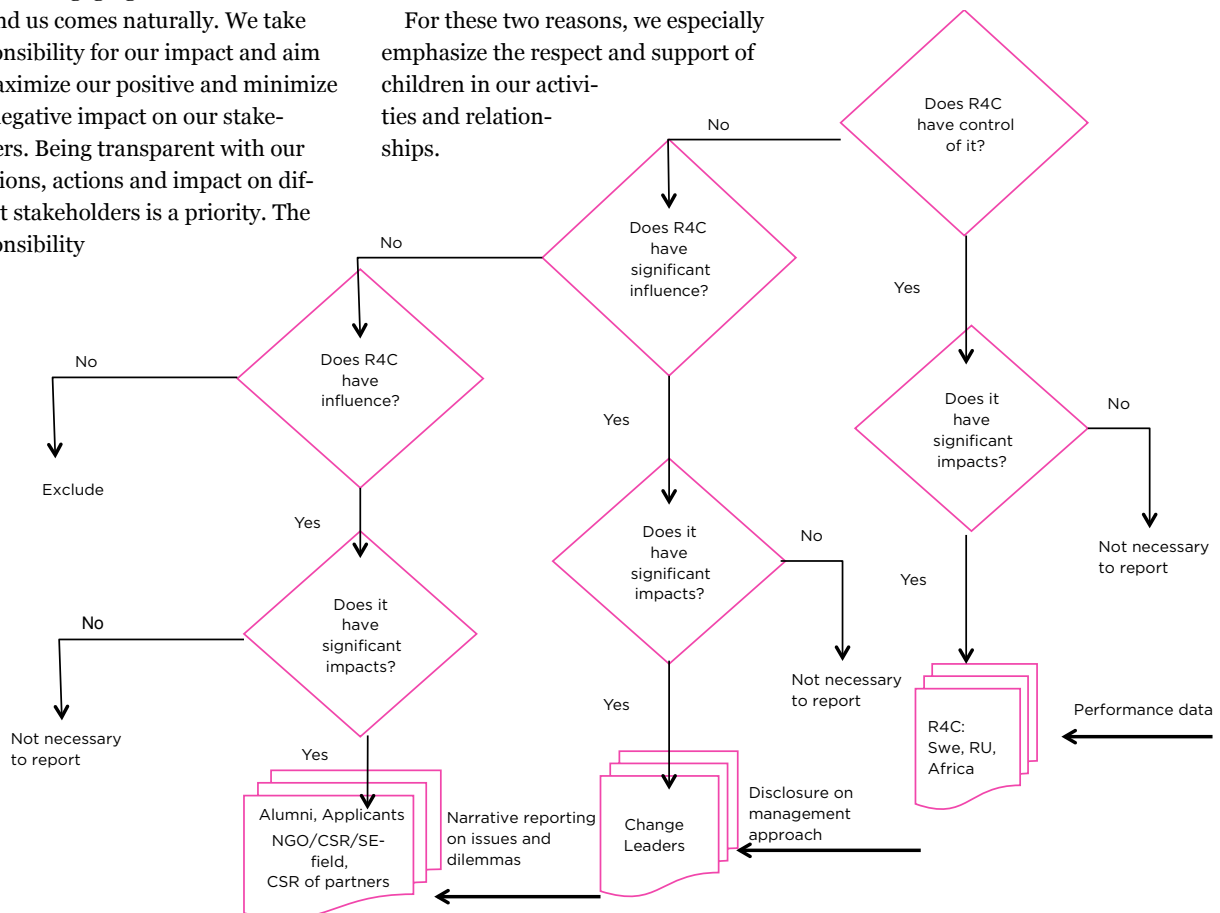 nd us comes naturally. We take
onsibility for our impact and aim
aximize our positive and minimize
egative impact on our stake-
ers. Being transparent with our
ions, actions and impact on dif-
t stakeholders is a priority. The
onsibility
For these two reasons, we especially
emphasize the respect and support of
children in our activi-
ties and relation-
ships.
Does R4C
have control
of it?
No
Yes
Does R4C
have
significant
influence?
No
Yes
Does R4C
have
influence?
No
Exclude
Yes
Does it
have
significant
impacts?
No
Not necessary
to report
Yes
Does it
have
significant
impacts?
No
Not necessary
to report
Yes
Does it
have
significant
impacts?
No
Not necessary
to report
Yes
R4C:
Swe, RU,
Africa
Performance data
Change
Leaders
Disclosure on
management
approach
Alumni, Applicants
NGO/CSR/SE-
field,
CSR of partners
Narrative reporting
on issues and
dilemmas